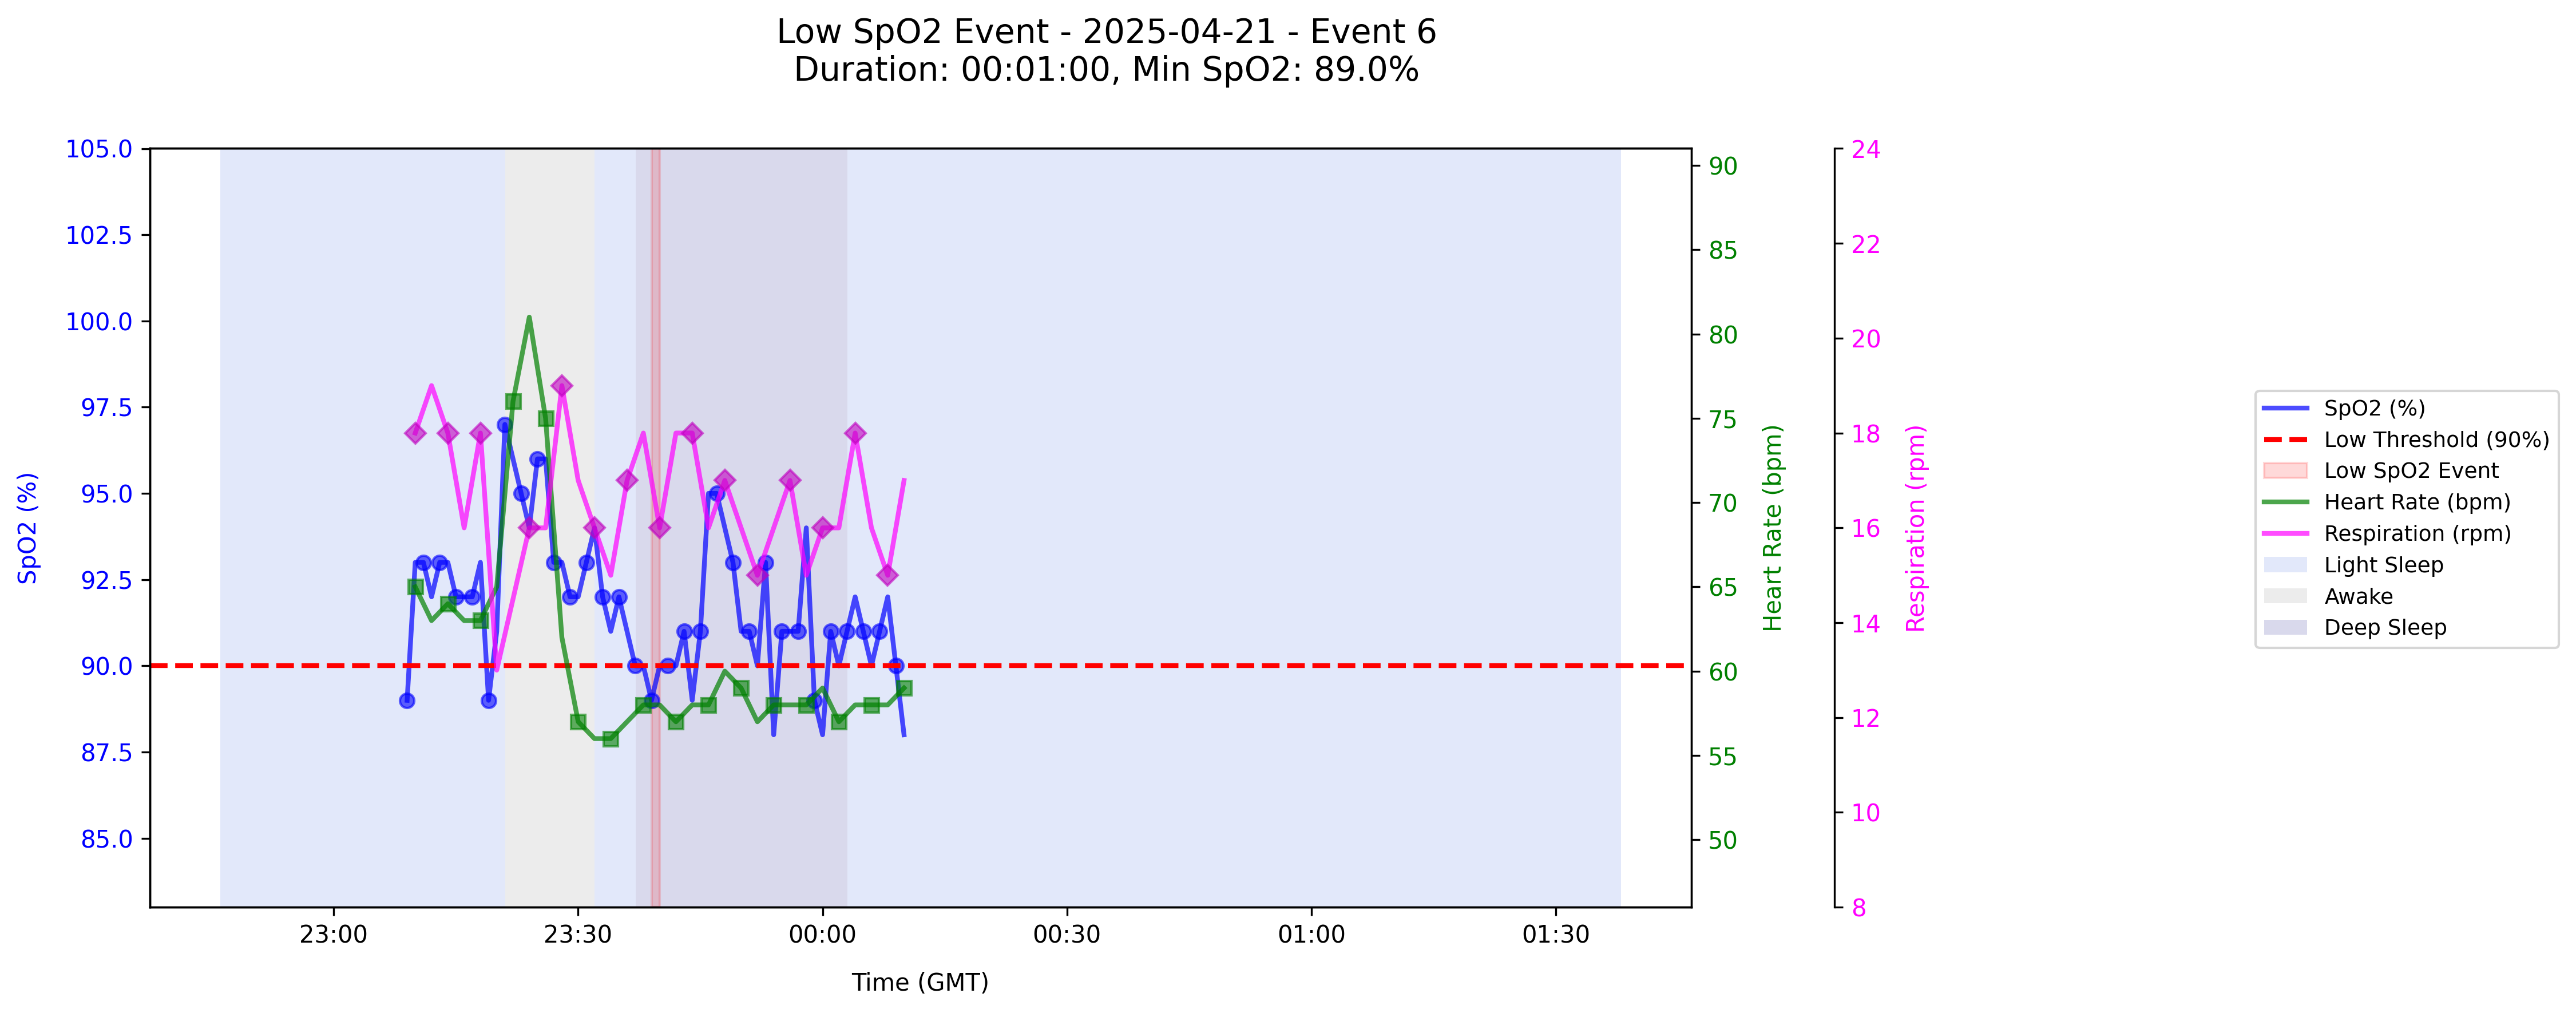 Low SpO2 Event - 2025-04-21 - Event 6
Duration: 00:01:00, Min SpO2: 89.0%
105.0
102.5
100.0
97.5
95.0
92.5
90.0
87.5
85.0
SpO2 (%)
23:00
23:30
00:00
00:30
01:00
01:30
Time (GMT)
90
85
80
75
70
65
60
55
50
Heart Rate (bpm)
24
22
20
18
16
14
12
10
8
Respiration (rpm)
SpO2 (%)
Low Threshold (90%)
Low SpO2 Event
Heart Rate (bpm)
Respiration (rpm)
Light Sleep
Awake
Deep Sleep